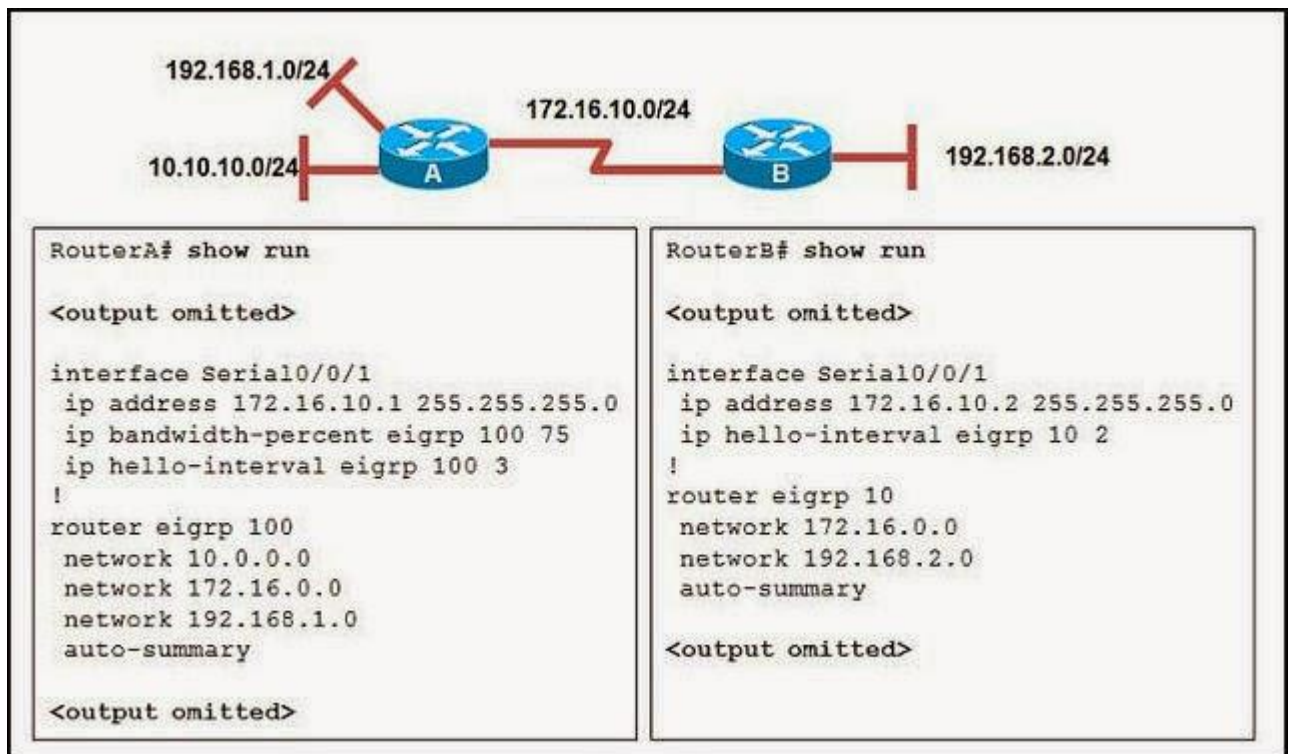 192.168.1.0/24
172.16.10.0/24
10.10.10.0/24
A
B
192.168.2.0/24
RouterA# show run
<output omitted>
interface Serial0/0/1
ip address 172.16.10.1 255.255.255.0
ip bandwidth-percent eigrp 100 75
ip hello-interval eigrp 100 3
!
router eigrp 100
network 10.0.0.0
network 172.16.0.0
network 192.168.1.0
auto-summary
<output omitted>
RouterB# show run
<output omitted>
interface Serial0/0/1
ip address 172.16.10.2 255.255.255.0
ip hello-interval eigrp 10 2
!
router eigrp 10
network 172.16.0.0
network 192.168.2.0
auto-summary
<output omitted>